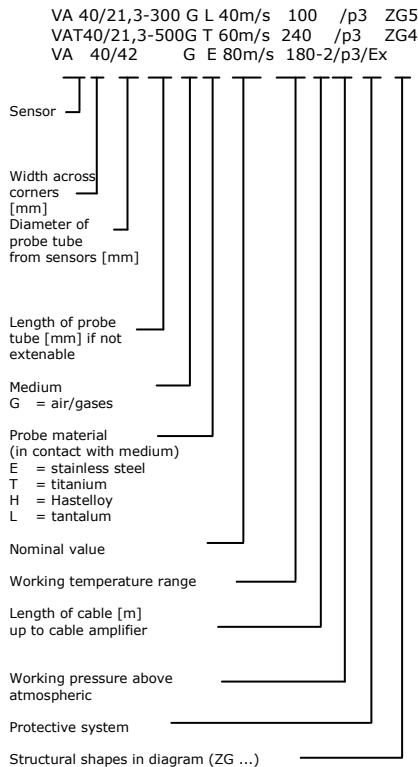 VA 40/21,3-300 G L 40m/s 100 /p3 ZG5
VAT40/21,3-500G T 60m/s 240 /p3 ZG4
VA 40/42 G E 80m/s 180-2/p3/Ex
Sensor
Width across
corners
[mm]
Diameter of
probe tube
from sensors [mm]
Length of probe
tube [mm] if not
extenable
Medium
G = air/gases
Probe material
(in contact with medium)
E = stainless steel
T = titanium
H = Hastelloy
L = tantalum
Nominal value
Working temperature range
Length of cable [m]
up to cable amplifier
Working pressure above
atmospheric
Protective system
Structural shapes in diagram (ZG ...)